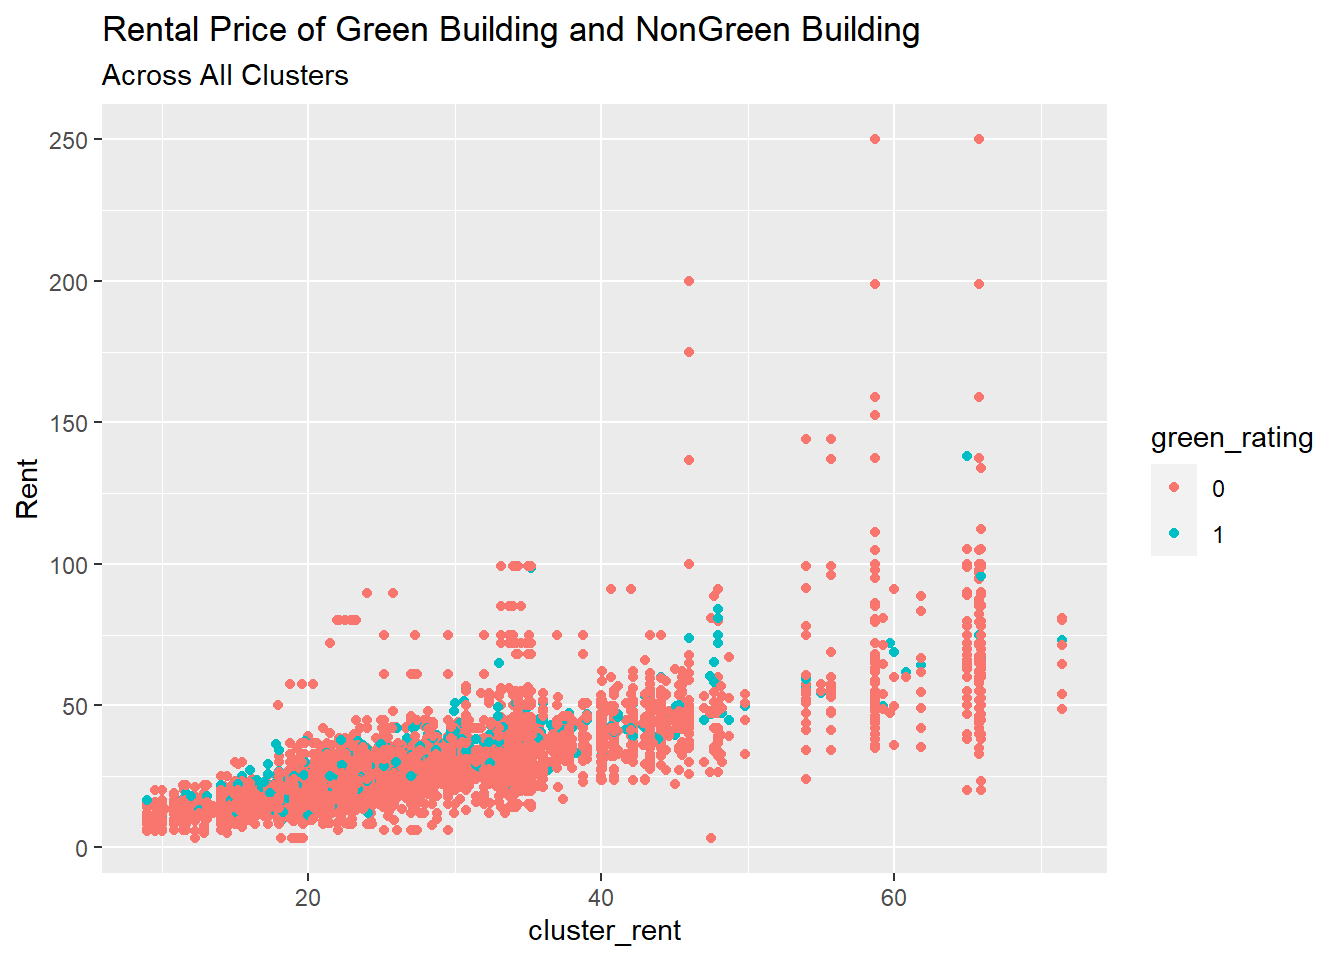 Rental Price of Green Building and NonGreen Building
Across All Clusters
250
200
150
100
50
0
Rent
20
40
60
cluster_rent
green_rating
0
1